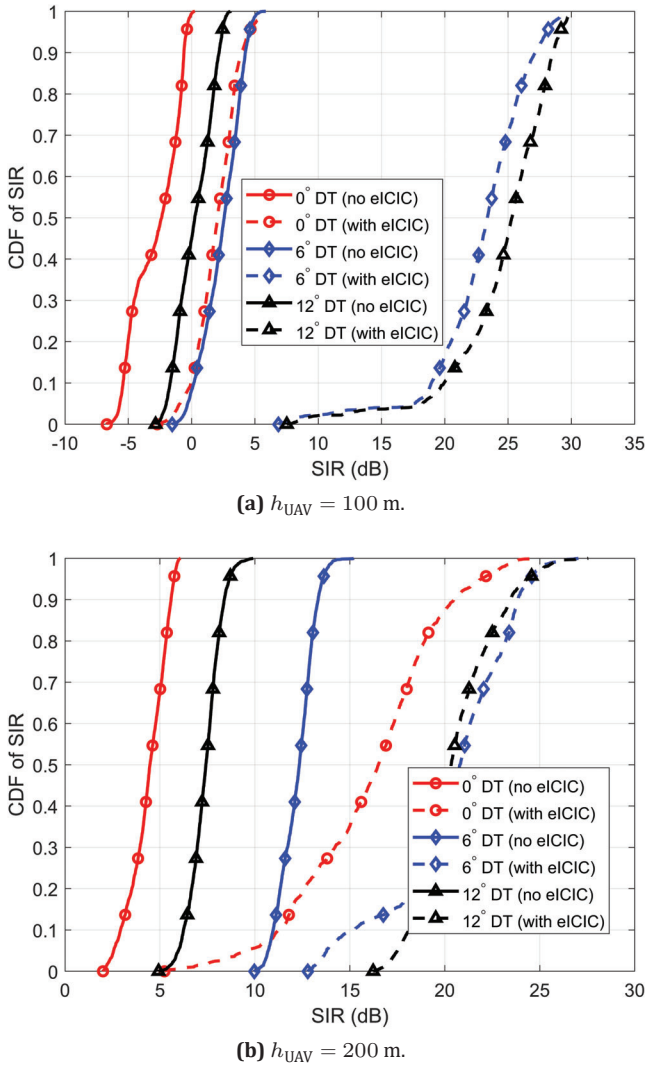 1
0.9
0.8
0.7
0.6
0.5
0.4
0.3
0.2
0.1
0
CDF of SIR
0° DT (no eICIC)
0° DT (with eICIC)
6° DT (no eICIC)
6° DT (with eICIC)
12° DT (no eICIC)
12° DT (with eICIC)
-10 -5 0 5 10 15 20 25 30 35
SIR (dB)
(a) h_UAV = 100 m.
1
0.9
0.8
0.7
0.6
0.5
0.4
0.3
0.2
0.1
0
CDF of SIR
0° DT (no eICIC)
0° DT (with eICIC)
6° DT (no eICIC)
6° DT (with eICIC)
12° DT (no eICIC)
12° DT (with eICIC)
0 5 10 15 20 25 30
SIR (dB)
(b) h_UAV = 200 m.